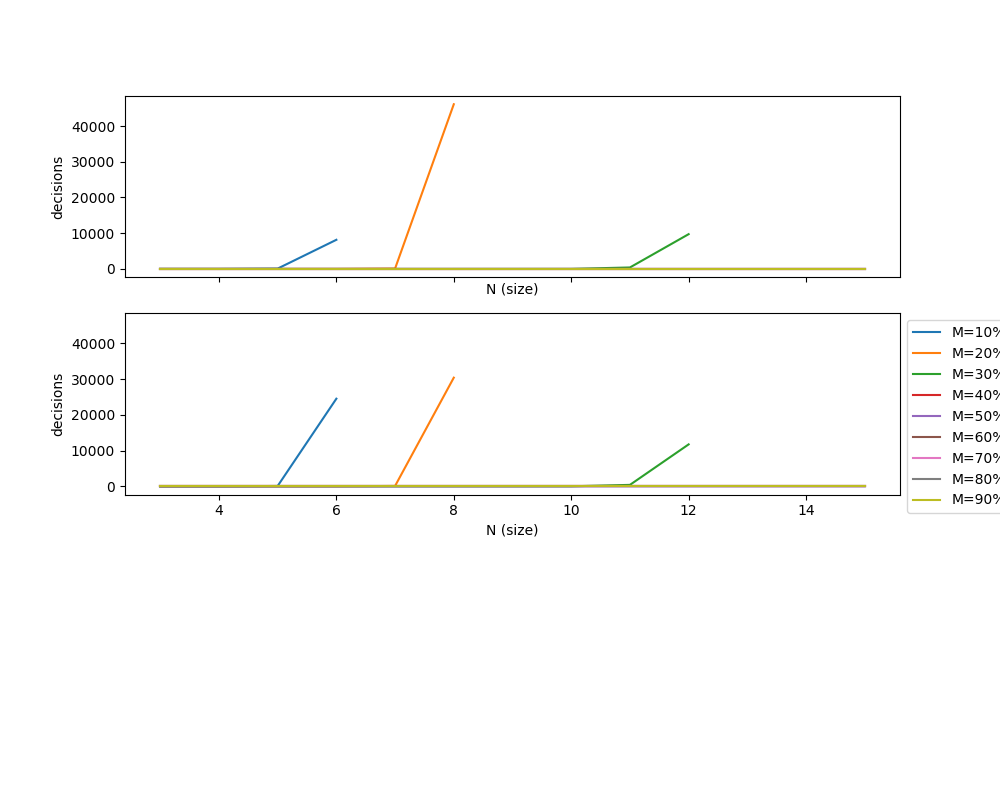 40000
30000
20000
10000
0
decisions
N (size)
40000
30000
20000
10000
0
decisions
4 6 8 10 12 14
N (size)
M=10%
M=20%
M=30%
M=40%
M=50%
M=60%
M=70%
M=80%
M=90%